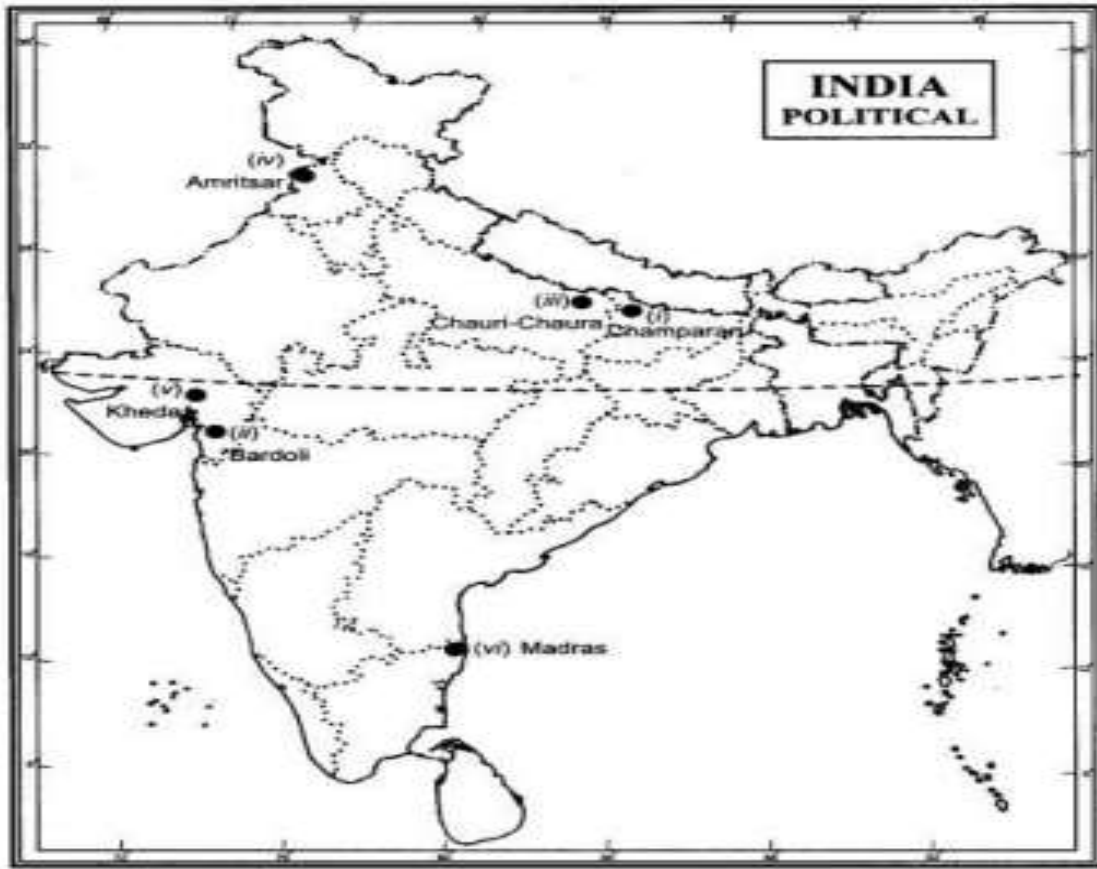 INDIA
POLITICAL
(iv)
Amritsar
(iii)
Chauri-Chaura
(i)
Champaran
(v)
Kheda
(ii)
Bardoli
(vi) Madras